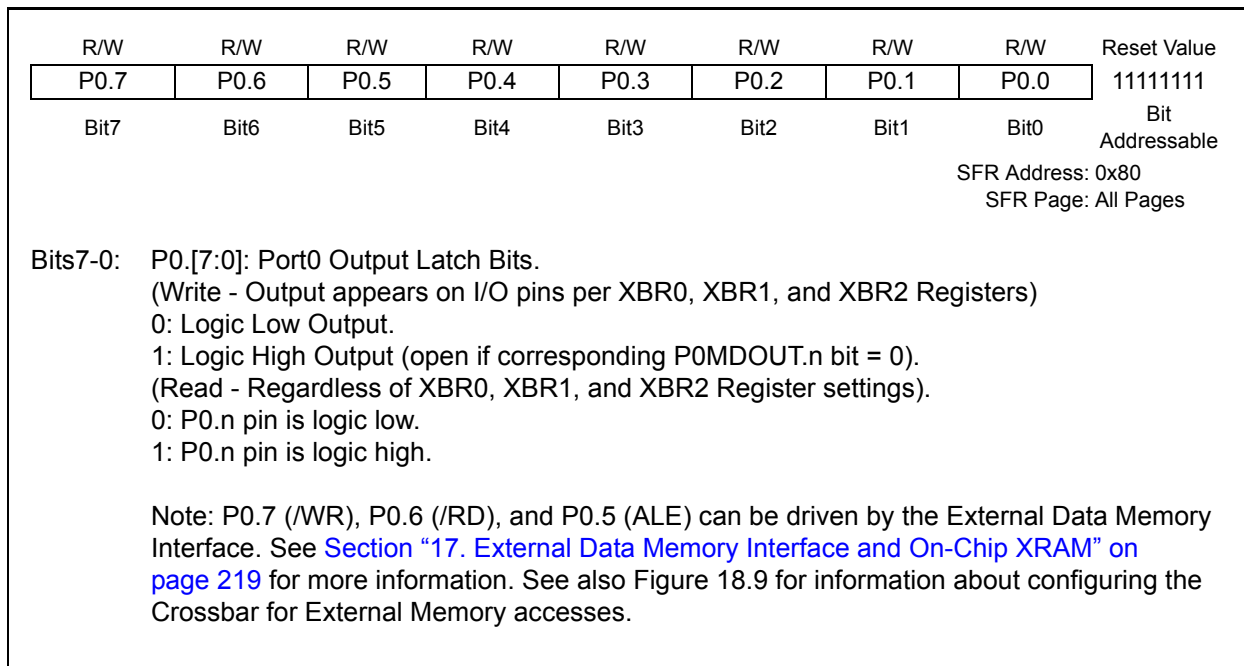 R/W R/W R/W R/W R/W R/W R/W R/W Reset Value
P0.7 P0.6 P0.5 P0.4 P0.3 P0.2 P0.1 P0.0 11111111
Bit7 Bit6 Bit5 Bit4 Bit3 Bit2 Bit1 Bit0 Bit Addressable
SFR Address: 0x80
SFR Page: All Pages
Bits7-0: P0.[7:0]: Port0 Output Latch Bits.
(Write - Output appears on I/O pins per XBR0, XBR1, and XBR2 Registers)
0: Logic Low Output.
1: Logic High Output (open if corresponding P0MDOUT.n bit = 0).
(Read - Regardless of XBR0, XBR1, and XBR2 Register settings).
0: P0.n pin is logic low.
1: P0.n pin is logic high.
Note: P0.7 (/WR), P0.6 (/RD), and P0.5 (ALE) can be driven by the External Data Memory
Interface. See Section “17. External Data Memory Interface and On-Chip XRAM” on
page 219 for more information. See also Figure 18.9 for information about configuring the
Crossbar for External Memory accesses.